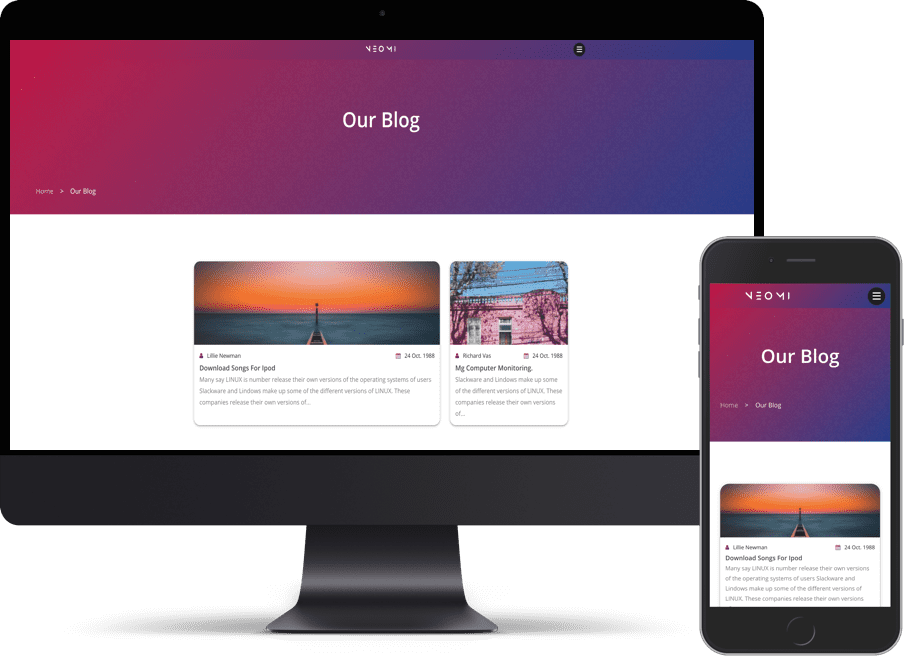 NEOMI
Our Blog
Home > Our Blog
Lillie Newman 24 Oct. 1988
Download Songs For Ipod
Many say LINUX is number release their own versions of the operating systems of users
Slackware and Lindows make up some of the different versions of LINUX. These
companies release their own versions of...
Richard Vas 24 Oct. 1988
Mg Computer Monitoring.
Slackware and Lindows make up some
of the different versions of LINUX. These
companies release their own versions
of...
NEOMI
Our Blog
Home > Our Blog
Lillie Newman 24 Oct. 1988
Download Songs For Ipod
Many say LINUX is number release their own versions
of the operating systems of users Slackware and
Lindows make up some of the different versions of
LINUX. These companies release their own versions